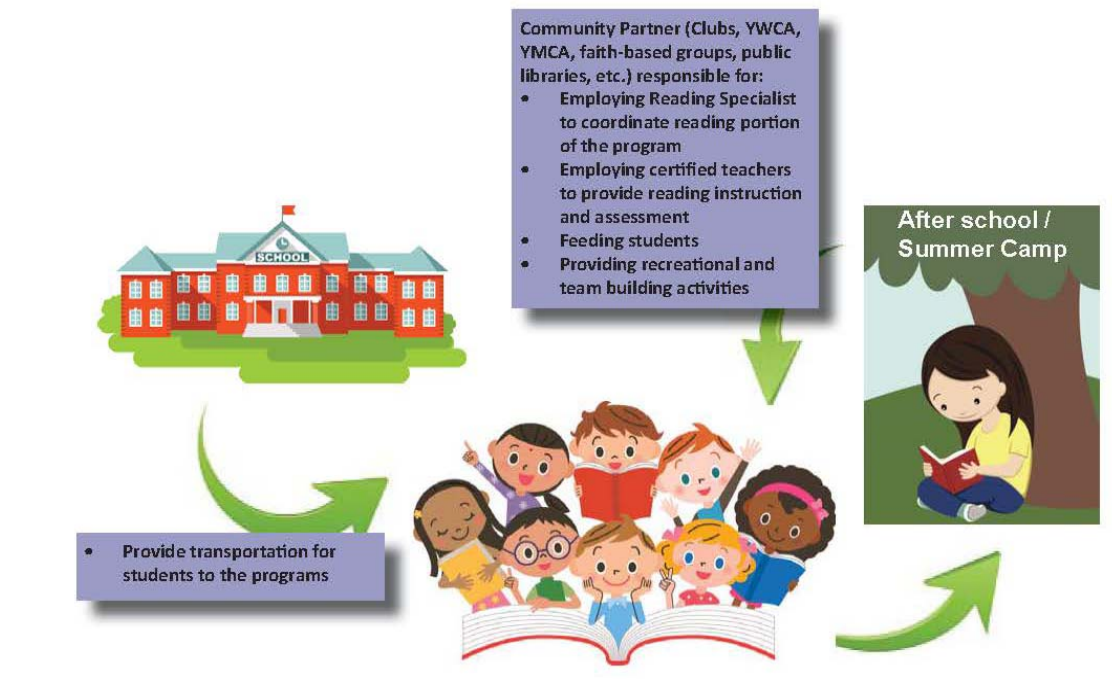 Community Partner (Clubs, YWCA,
YMCA, faith-based groups, public
libraries, etc.) responsible for:
• Employing Reading Specialist
to coordinate reading portion
of the program
• Employing certified teachers
to provide reading instruction
and assessment
• Feeding students
• Providing recreational and
team building activities
After school /
Summer Camp
SCHOOL
• Provide transportation for
students to the programs